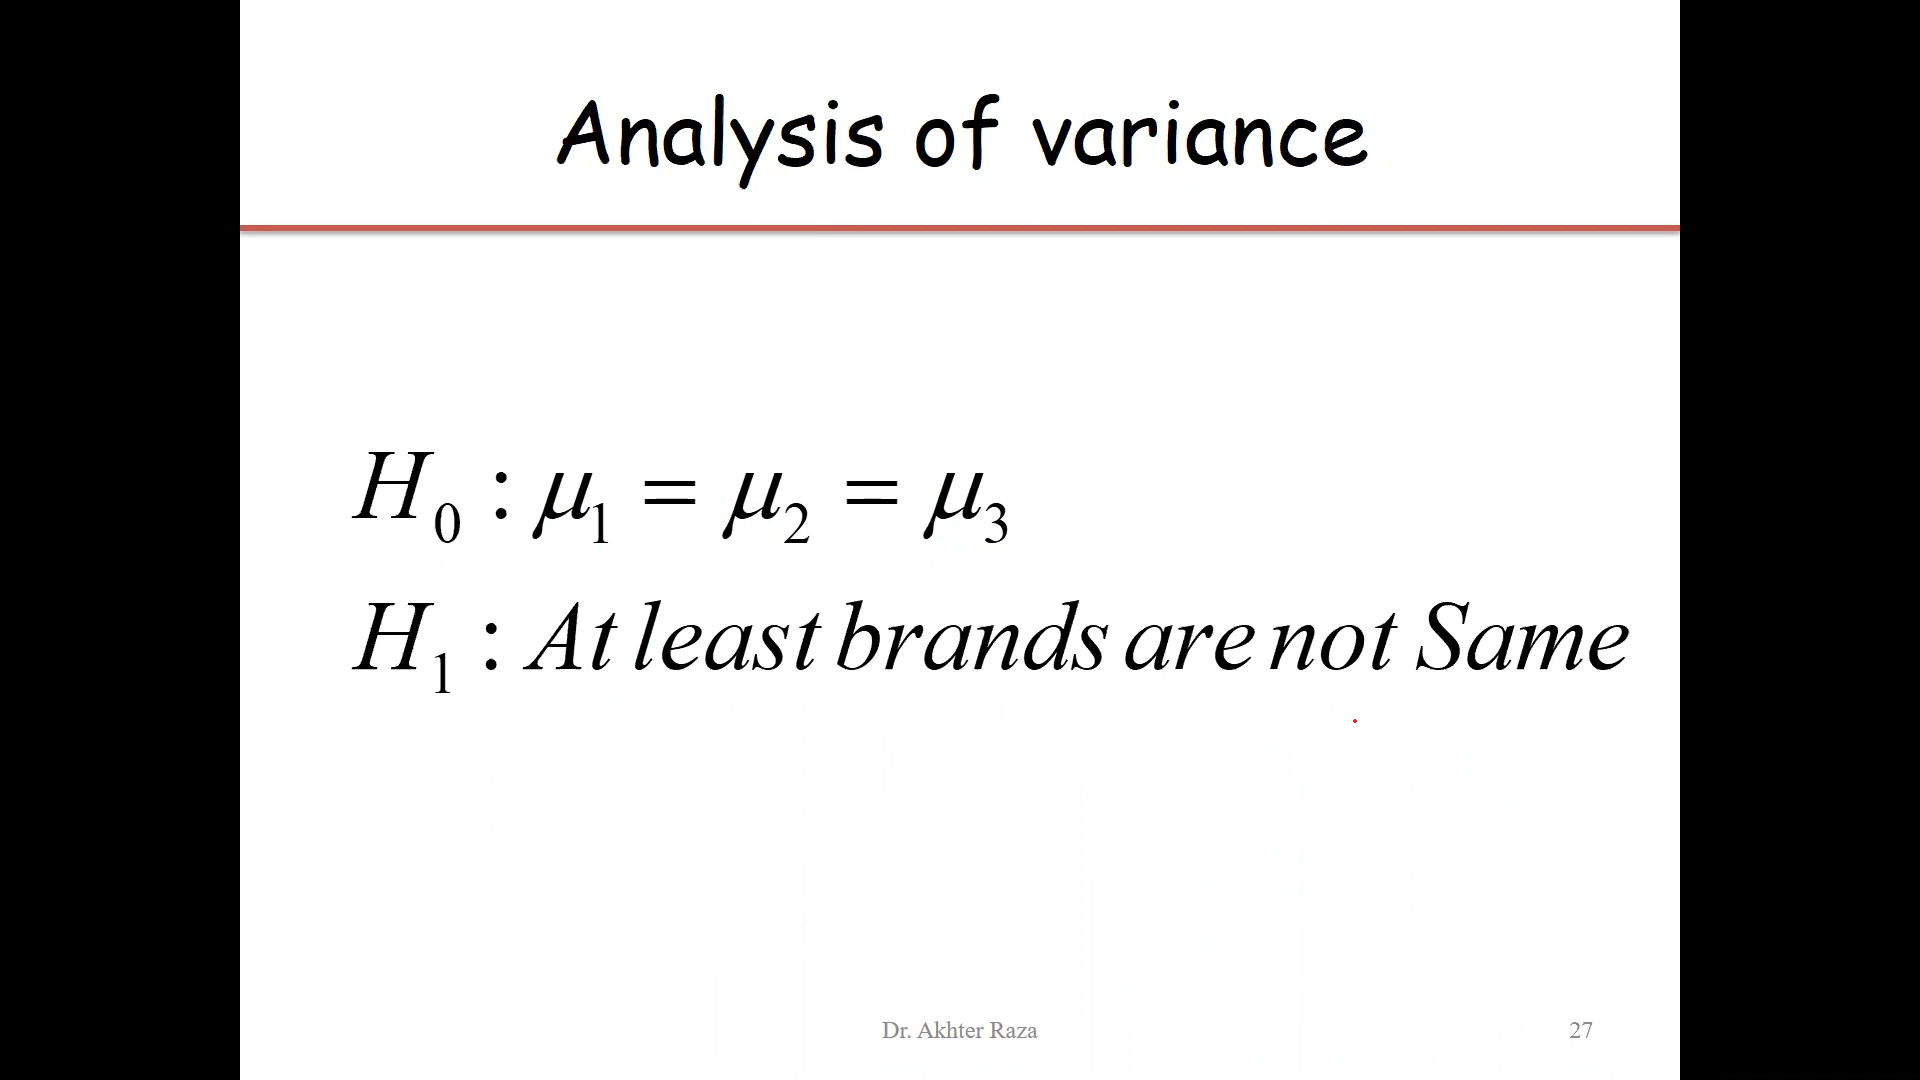 Analysis of variance
H₀ : μ₁ = μ₂ = μ₃
H₁ : At least brands are not Same
Dr. Akhter Raza
27